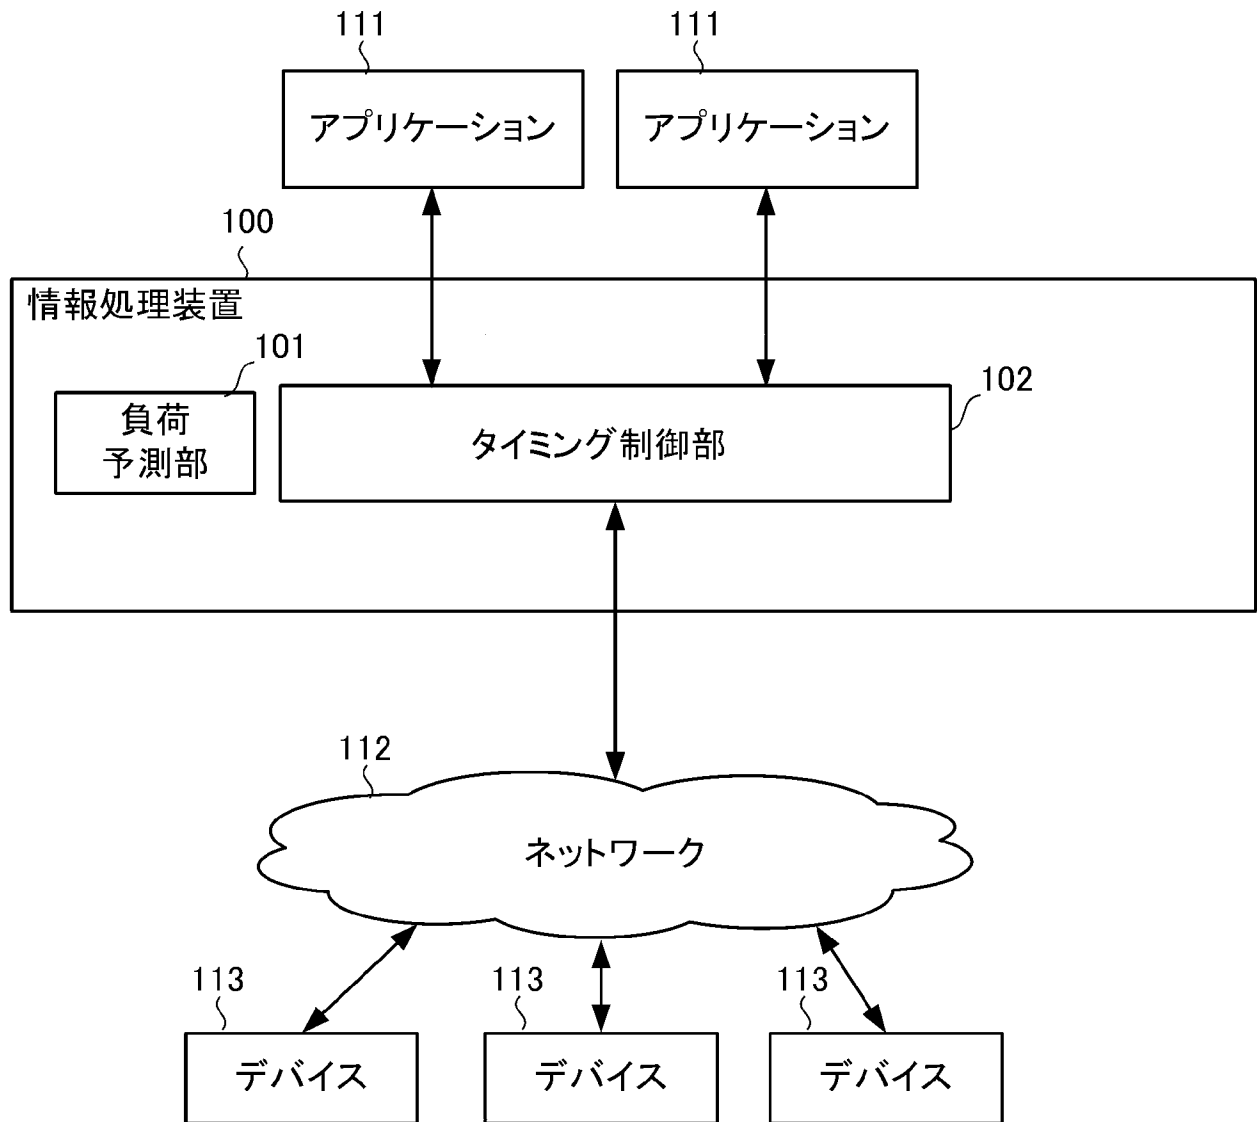 111
111
アプリケーション
アプリケーション
100
情報処理装置
101
102
負荷
予測部
タイミング制御部
112
ネットワーク
113
113
113
デバイス
デバイス
デバイス